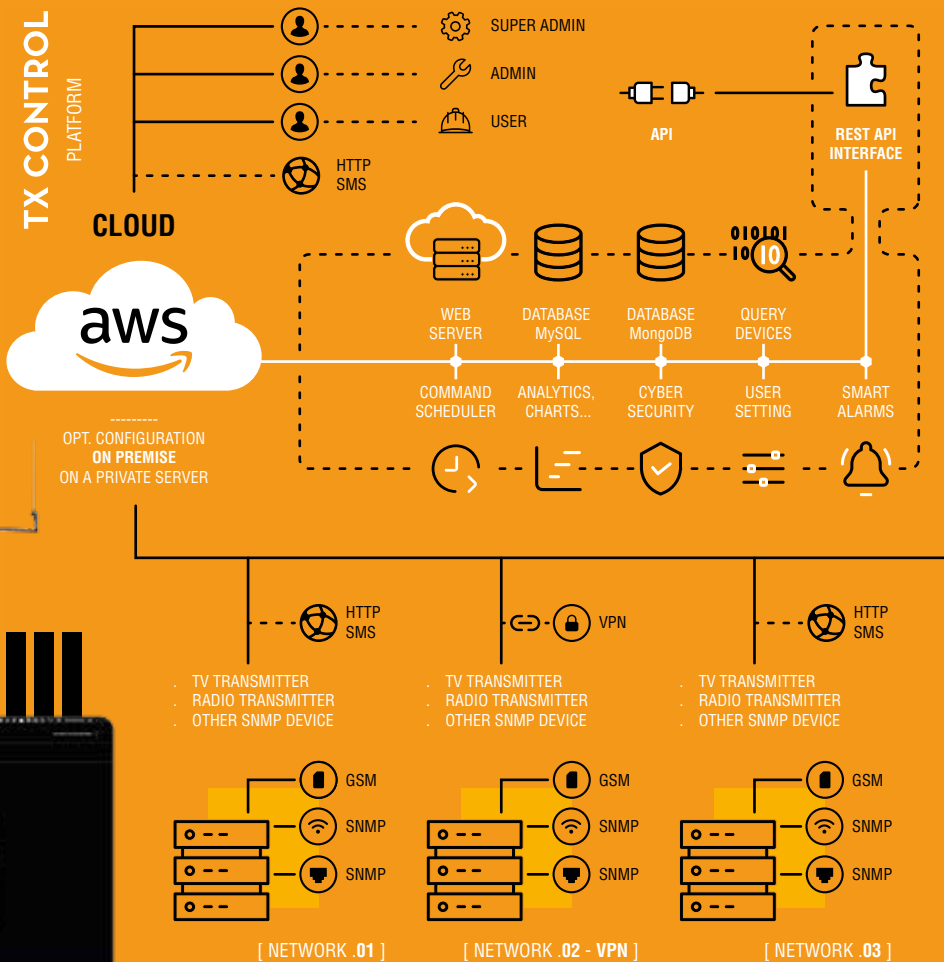 TX CONTROL
PLATFORM
SUPER ADMIN
ADMIN
USER
HTTP
SMS
API
REST API
INTERFACE
CLOUD
aws
010101
10
10
WEB
SERVER
DATABASE
MySQL
DATABASE
MongoDB
QUERY
DEVICES
COMMAND
SCHEDULER
ANALYTICS,
CHARTS...
CYBER
SECURITY
USER
SETTING
SMART
ALARMS
---------
OPT. CONFIGURATION
ON PREMISE
ON A PRIVATE SERVER
HTTP
SMS
. TV TRANSMITTER
. RADIO TRANSMITTER
. OTHER SNMP DEVICE
GSM
SNMP
SNMP
[ NETWORK .01 ]
VPN
. TV TRANSMITTER
. RADIO TRANSMITTER
. OTHER SNMP DEVICE
GSM
SNMP
SNMP
[ NETWORK .02 - VPN ]
HTTP
SMS
. TV TRANSMITTER
. RADIO TRANSMITTER
. OTHER SNMP DEVICE
GSM
SNMP
SNMP
[ NETWORK .03 ]